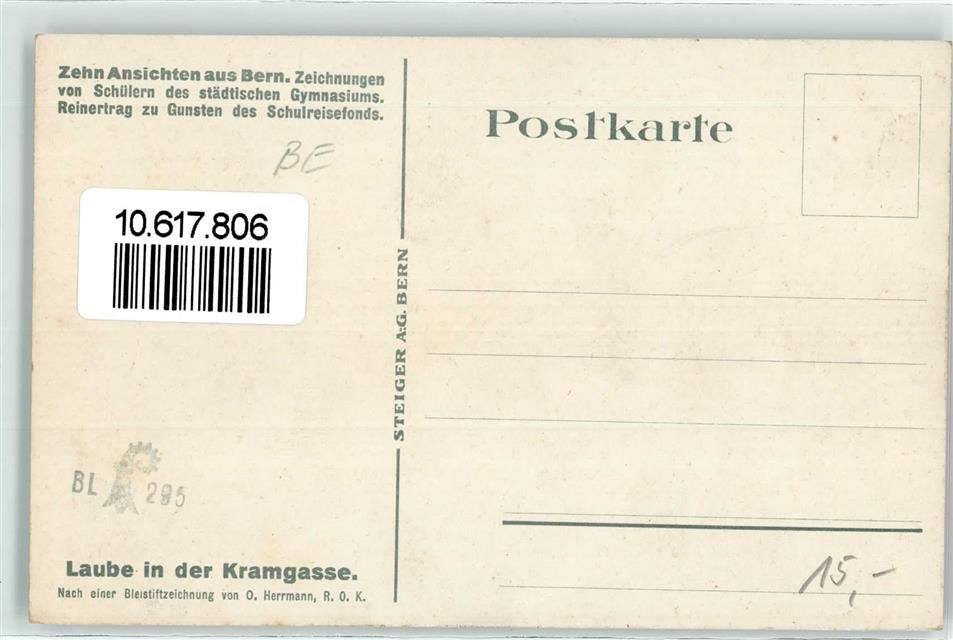 Zehn Ansichten aus Bern. Zeichnungen
von Schülern des städtischen Gymnasiums.
Reinertrag zu Gunsten des Schulreisefonds.
BE
10.617.806
BL 295
Laube in der Kramgasse.
Nach einer Bleistiftzeichnung von O. Herrmann, R. O. K.
STEIGER A:G. BERN
Postkarte
15,-